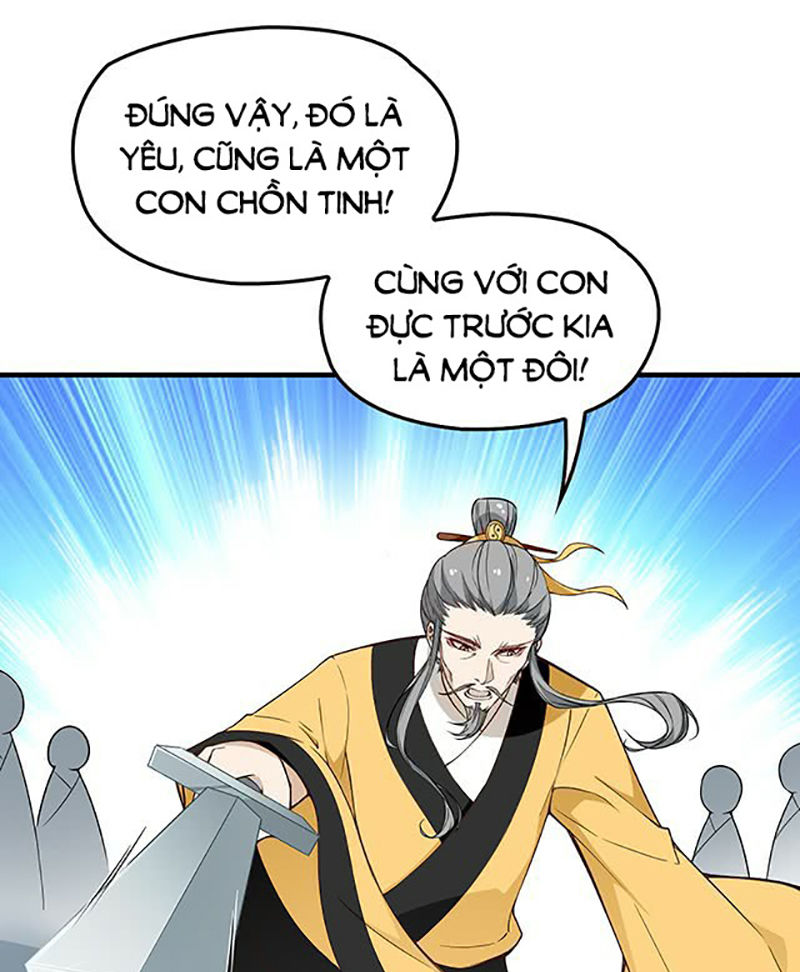 ĐÚNG VẬY, ĐÓ LÀ
YÊU, CŨNG LÀ MỘT
CON CHỒN TINH!
CÙNG VỚI CON
ĐỰC TRƯỚC KIA
LÀ MỘT ĐÔI!